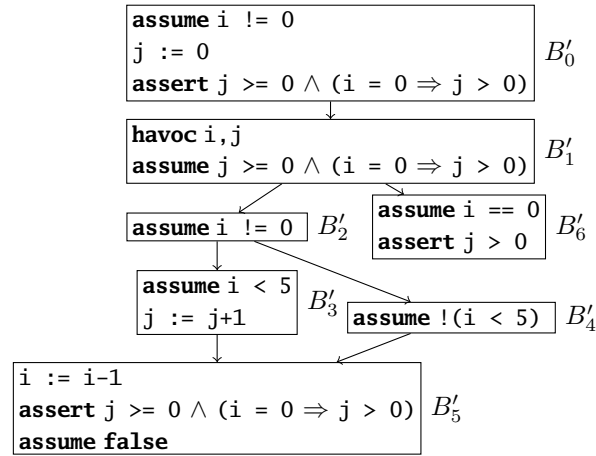 assume i != 0
j := 0
assert j >= 0 ∧ (i = 0 ⇒ j > 0)
B′0
havoc i,j
assume j >= 0 ∧ (i = 0 ⇒ j > 0)
B′1
assume i != 0
B′2
assume i == 0
assert j > 0
B′6
assume i < 5
j := j+1
B′3
assume !(i < 5)
B′4
i := i-1
assert j >= 0 ∧ (i = 0 ⇒ j > 0)
assume false
B′5